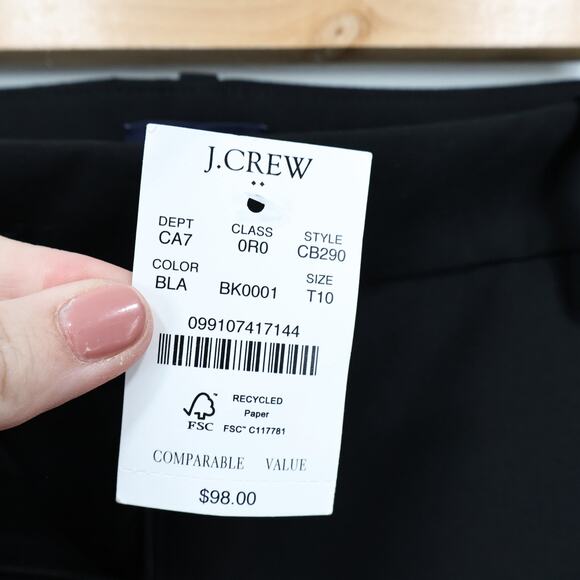 J.CREW
DEPT CLASS STYLE
CA7 0R0 CB290
COLOR SIZE
BLA BK0001 T10
099107417144
RECYCLED
Paper
FSC FSC™ C117781
COMPARABLE VALUE
$98.00